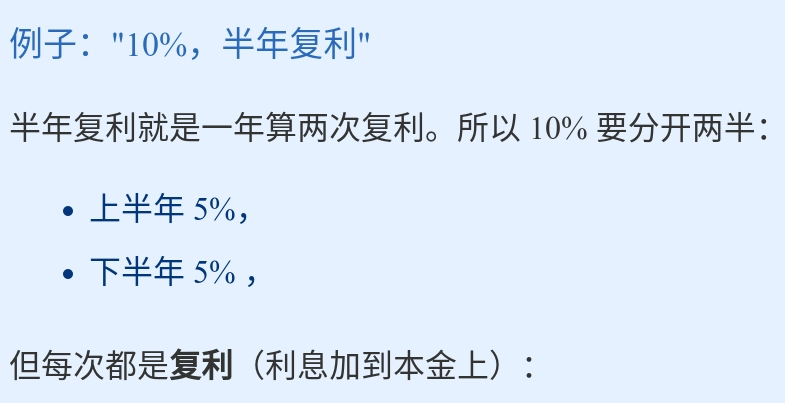 例子："10%，半年复利"
半年复利就是一年算两次复利。所以 10% 要分开两半：
• 上半年 5%，
• 下半年 5% ，
但每次都是复利（利息加到本金上）：